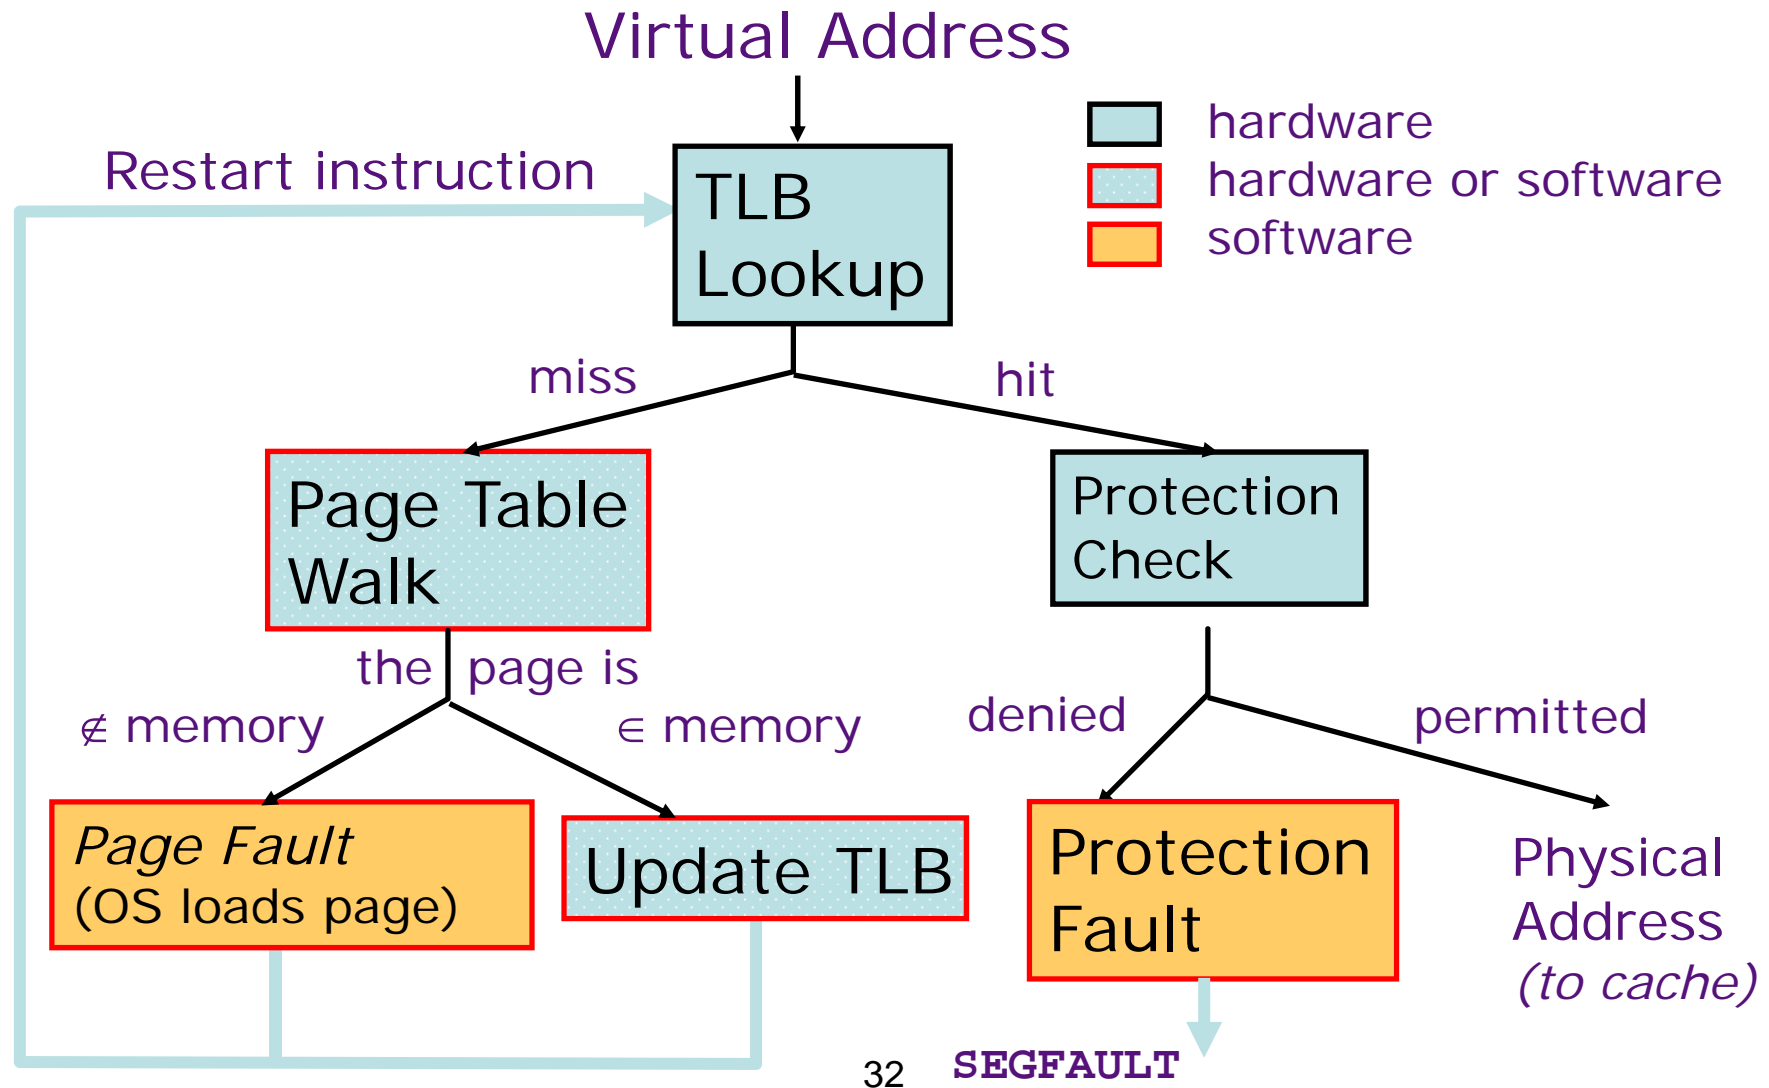 Virtual Address
hardware
hardware or software
software
Restart instruction
TLB
Lookup
miss
hit
Page Table
Walk
Protection
Check
the page is
∉ memory
∈ memory
denied
permitted
Page Fault
(OS loads page)
Update TLB
Protection
Fault
Physical
Address
(to cache)
32
SEGFAULT